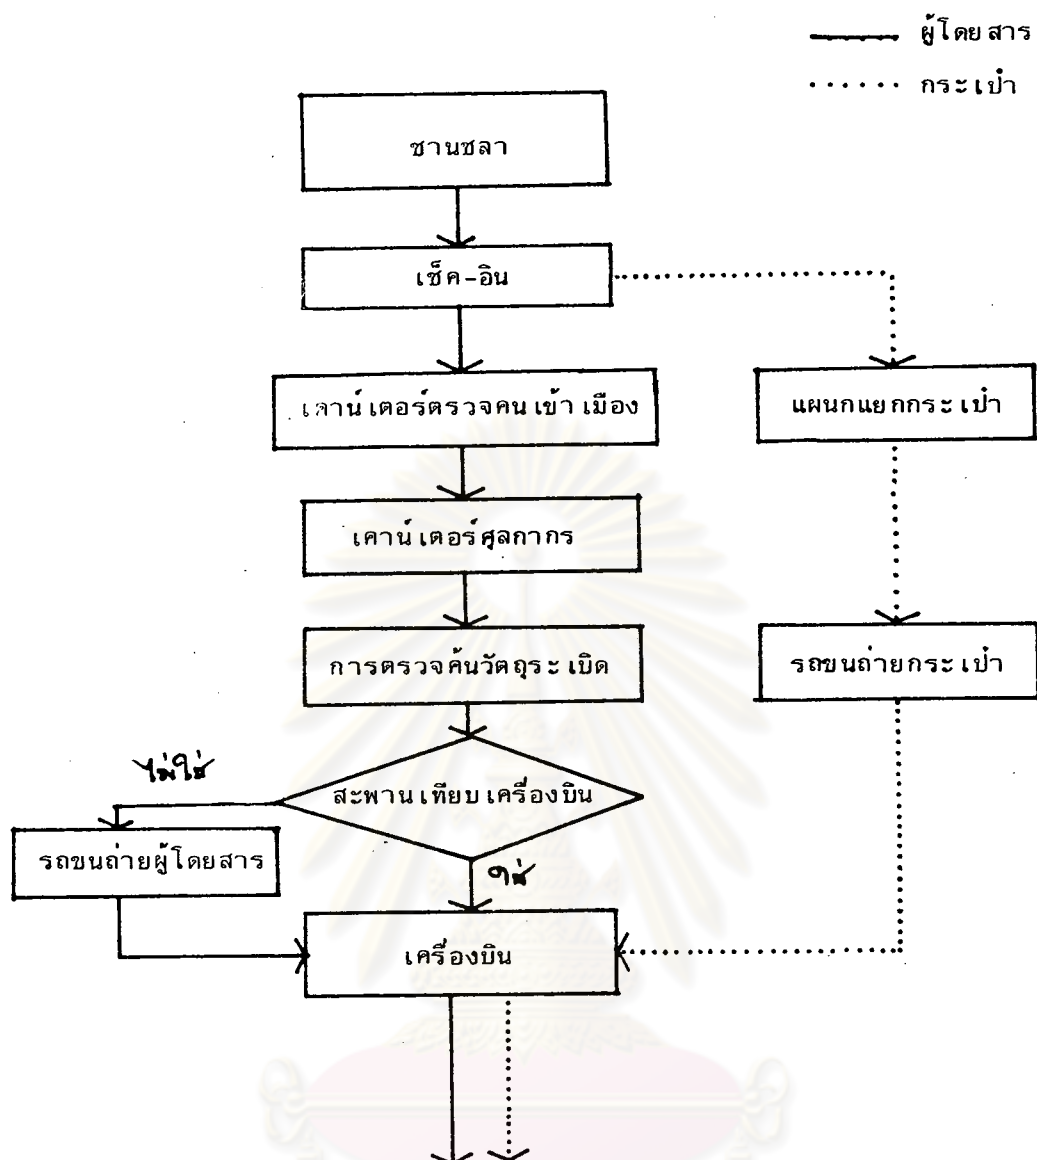 ผู้โดยสาร
กระเป๋า
ชานชลา
เช็ค-อิน
เคาน์เตอร์ตรวจคนเข้าเมือง
แผนกแยกกระเป๋า
เคาน์เตอร์ศุลกากร
การตรวจค้นวัตถุระเบิด
รถขนถ่ายกระเป๋า
ไม่ใช่
สะพานเทียบเครื่องบิน
รถขนถ่ายผู้โดยสาร
ใช่
เครื่องบิน